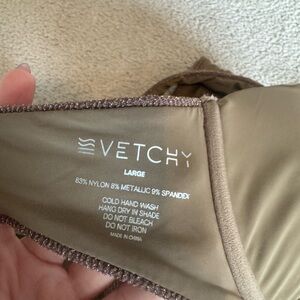 VETCHY
LARGE
83% NYLON 8% METALLIC 9% SPANDEX
COLD HAND WASH
HANG DRY IN SHADE
DO NOT BLEACH
DO NOT IRON
MADE IN CHINA